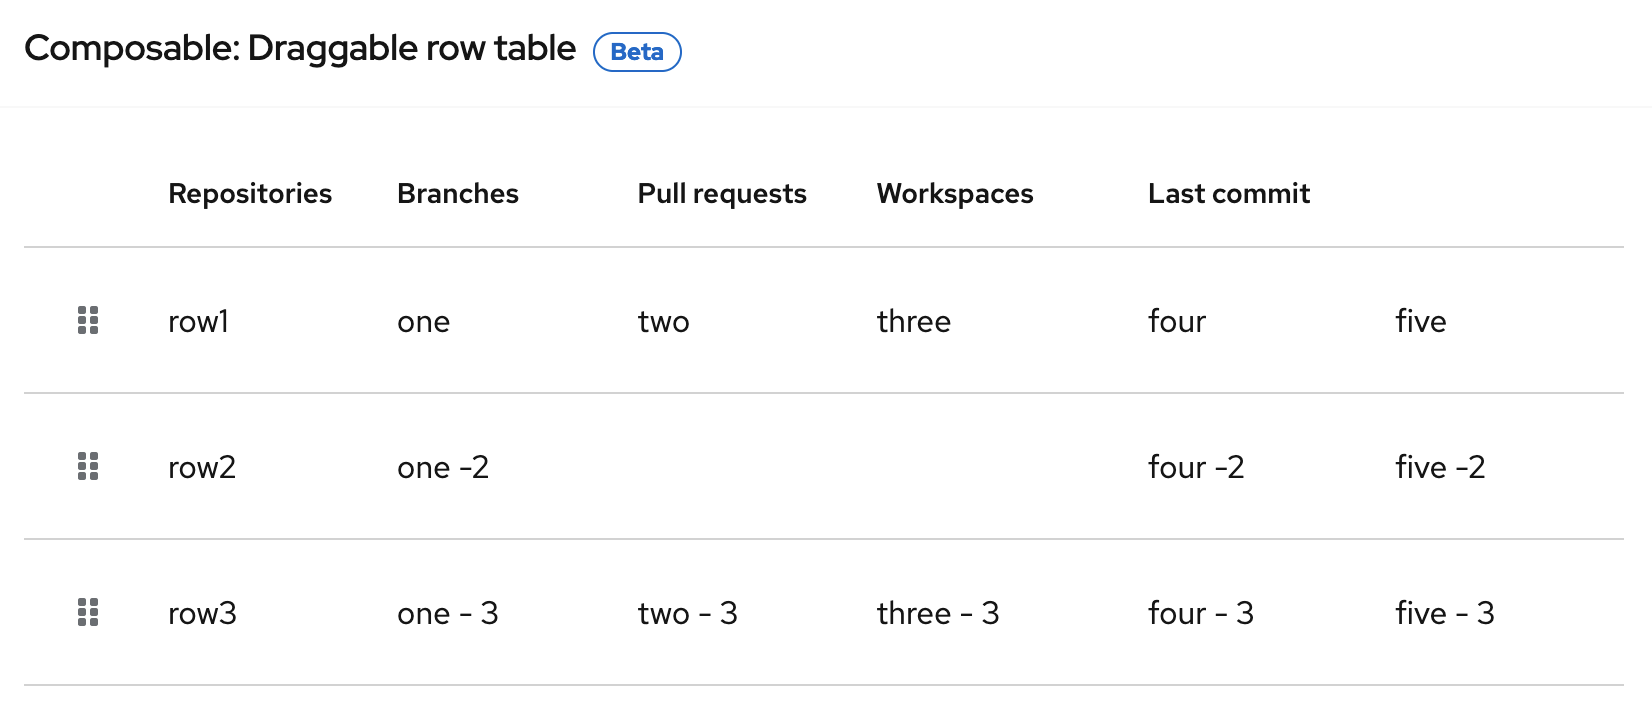 Composable: Draggable row table Beta
Repositories Branches Pull requests Workspaces Last commit
row1 one two three four five
row2 one -2 four -2 five -2
row3 one - 3 two - 3 three - 3 four - 3 five - 3